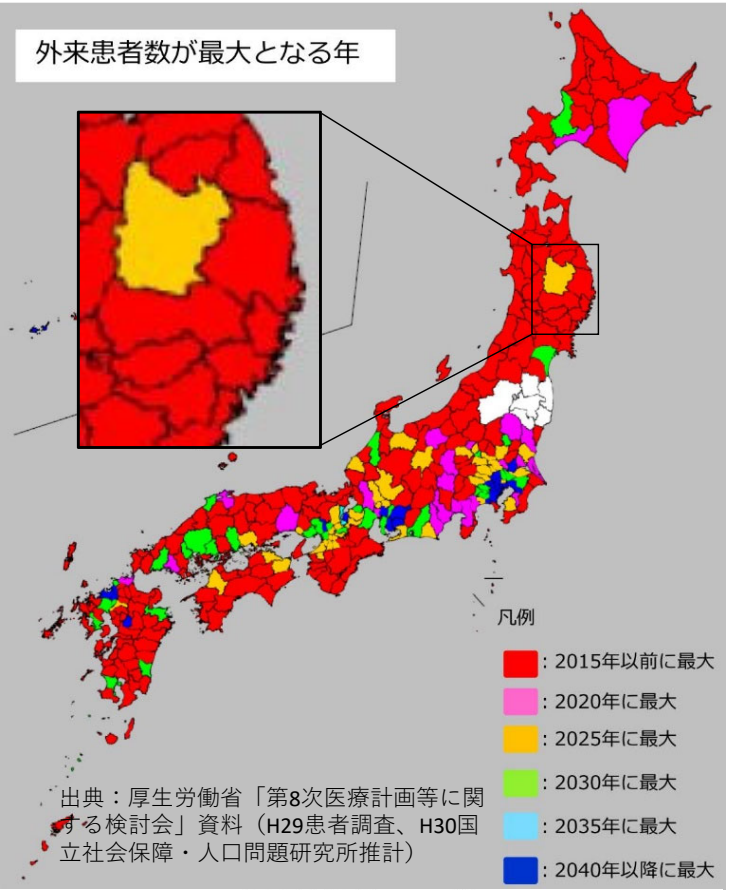 外来患者数が最大となる年
凡例
：2015年以前に最大
：2020年に最大
：2025年に最大
：2030年に最大
：2035年に最大
：2040年以降に最大
出典：厚生労働省「第8次医療計画等に関
する検討会」資料（H29患者調査、H30国
立社会保障・人口問題研究所推計）